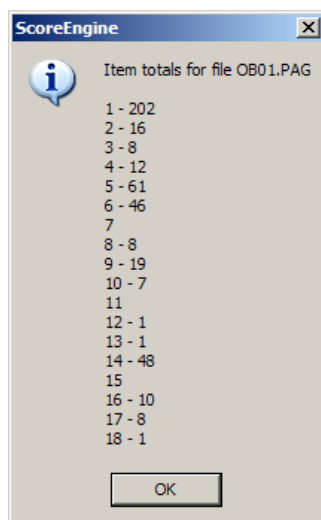 ScoreEngine
Item totals for file OB01.PAG
1 - 202
2 - 16
3 - 8
4 - 12
5 - 61
6 - 46
7
8 - 8
9 - 19
10 - 7
11
12 - 1
13 - 1
14 - 48
15
16 - 10
17 - 8
18 - 1
OK